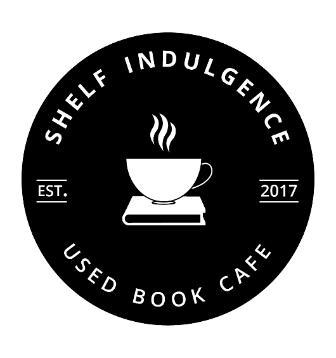 SHELF INDULGENCE
EST.
2017
USED BOOK CAFE